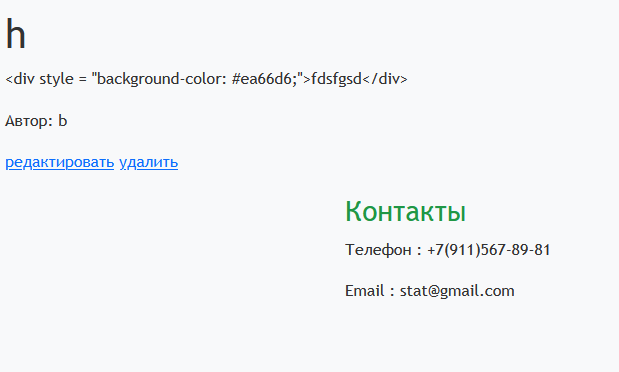 h
<div style = "background-color: #ea66d6;">fdsfgsd</div>
Автор: b
редактировать удалить
Контакты
Телефон : +7(911)567-89-81
Email : stat@gmail.com